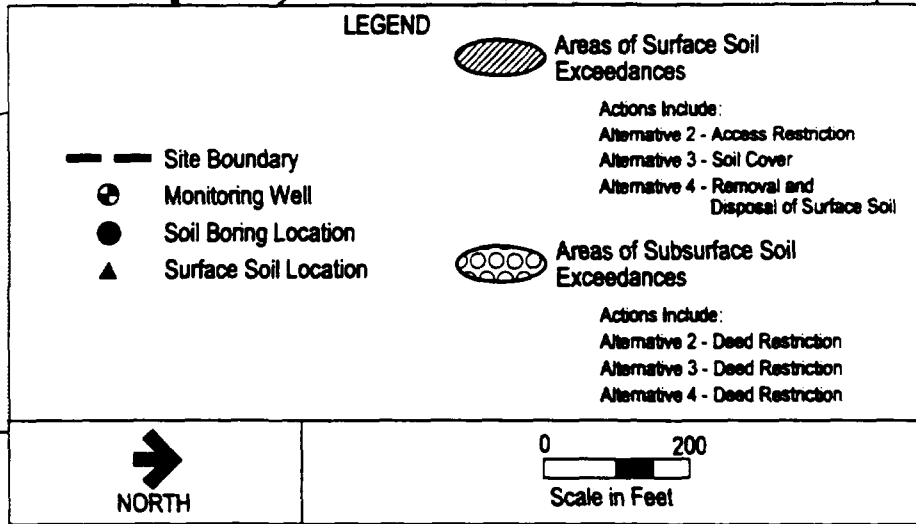 LEGEND
Areas of Surface Soil
Exceedances
Actions Include:
Alternative 2 - Access Restriction
Alternative 3 - Soil Cover
Alternative 4 - Removal and
Disposal of Surface Soil
Site Boundary
Monitoring Well
Soil Boring Location
Surface Soil Location
Areas of Subsurface Soil
Exceedances
Actions Include:
Alternative 2 - Deed Restriction
Alternative 3 - Deed Restriction
Alternative 4 - Deed Restriction
NORTH
0 200
Scale in Feet